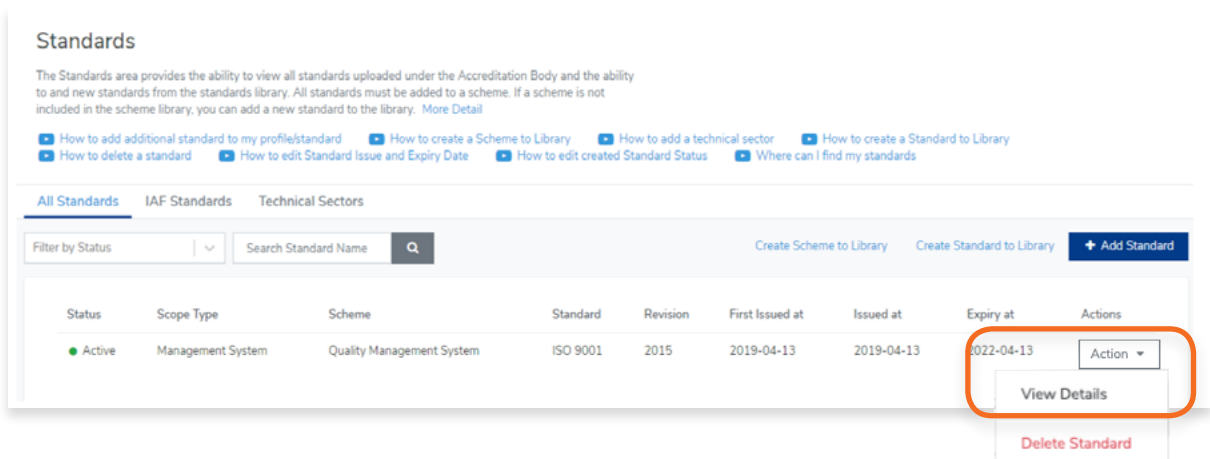 Standards
The Standards area provides the ability to view all standards uploaded under the Accreditation Body and the ability
to and new standards from the standards library. All standards must be added to a scheme. If a scheme is not
included in the scheme library, you can add a new standard to the library. More Detail
How to add additional standard to my profile/standard How to create a Scheme to Library How to add a technical sector How to create a Standard to Library
How to delete a standard How to edit Standard Issue and Expiry Date How to edit created Standard Status Where can I find my standards
All Standards IAF Standards Technical Sectors
Filter by Status Search Standard Name Create Scheme to Library Create Standard to Library + Add Standard
Status Scope Type Scheme Standard Revision First Issued at Issued at Expiry at Actions
Active Management System Quality Management System ISO 9001 2015 2019-04-13 2019-04-13 2022-04-13 Action
View Details
Delete Standard